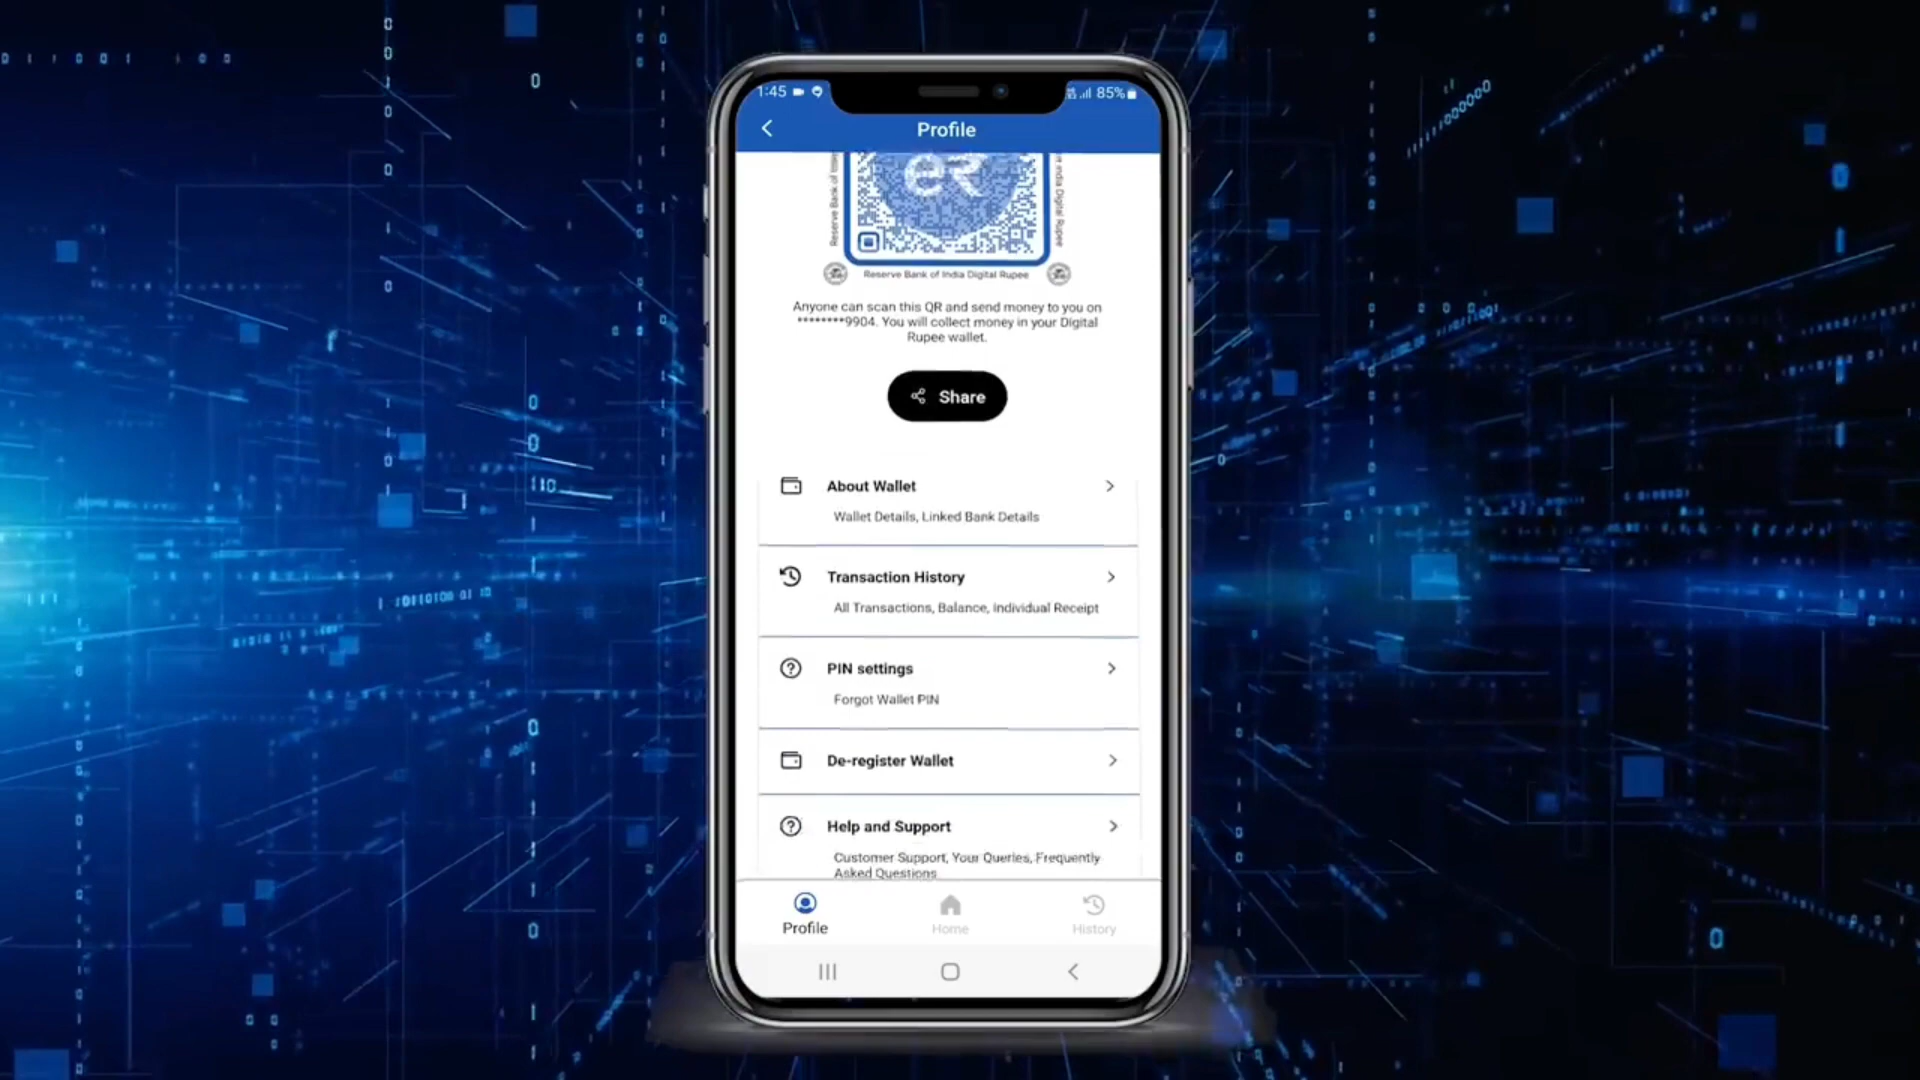 1:45
85%
Profile
e₹
Reserve Bank of India Digital Rupee
Anyone can scan this QR and send money to you on
********9904. You will collect money in your Digital
Rupee wallet.
Share
About Wallet
Wallet Details, Linked Bank Details
Transaction History
All Transactions, Balance, Individual Receipt
PIN settings
Forgot Wallet PIN
De-register Wallet
Help and Support
Customer Support, Your Queries, Frequently
Asked Questions
Profile
Home
History